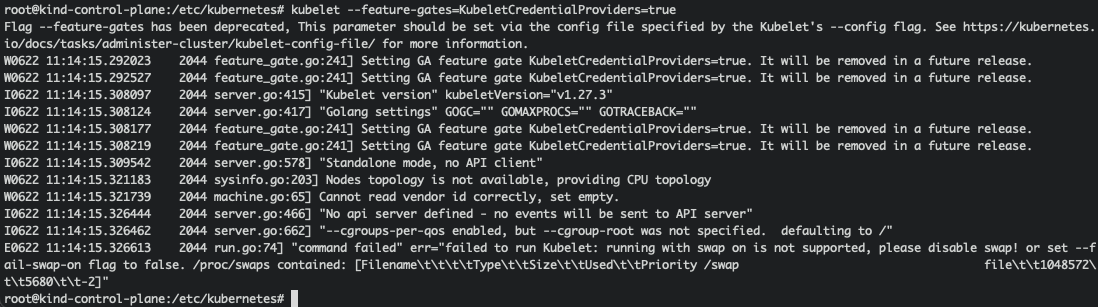 root@kind-control-plane:/etc/kubernetes# kubelet --feature-gates=KubeletCredentialProviders=true
Flag --feature-gates has been deprecated, This parameter should be set via the config file specified by the Kubelet's --config flag. See https://kubernetes.
io/docs/tasks/administer-cluster/kubelet-config-file/ for more information.
W0622 11:14:15.292023    2044 feature_gate.go:241] Setting GA feature gate KubeletCredentialProviders=true. It will be removed in a future release.
W0622 11:14:15.292527    2044 feature_gate.go:241] Setting GA feature gate KubeletCredentialProviders=true. It will be removed in a future release.
I0622 11:14:15.308097    2044 server.go:415] "Kubelet version" kubeletVersion="v1.27.3"
I0622 11:14:15.308124    2044 server.go:417] "Golang settings" GOGC="" GOMAXPROCS="" GOTRACEBACK=""
W0622 11:14:15.308177    2044 feature_gate.go:241] Setting GA feature gate KubeletCredentialProviders=true. It will be removed in a future release.
W0622 11:14:15.308219    2044 feature_gate.go:241] Setting GA feature gate KubeletCredentialProviders=true. It will be removed in a future release.
I0622 11:14:15.309542    2044 server.go:578] "Standalone mode, no API client"
W0622 11:14:15.321183    2044 sysinfo.go:203] Nodes topology is not available, providing CPU topology
W0622 11:14:15.321739    2044 machine.go:65] Cannot read vendor id correctly, set empty.
I0622 11:14:15.326444    2044 server.go:466] "No api server defined - no events will be sent to API server"
I0622 11:14:15.326462    2044 server.go:662] "--cgroups-per-qos enabled, but --cgroup-root was not specified.  defaulting to /"
E0622 11:14:15.326613    2044 run.go:74] "command failed" err="failed to run Kubelet: running with swap on is not supported, please disable swap! or set --f
ail-swap-on flag to false. /proc/swaps contained: [Filename\t\t\t\tType\t\tSize\t\tUsed\t\tPriority /swap                                file\t\t1048572\
t\t5680\t\t-2]"
root@kind-control-plane:/etc/kubernetes#